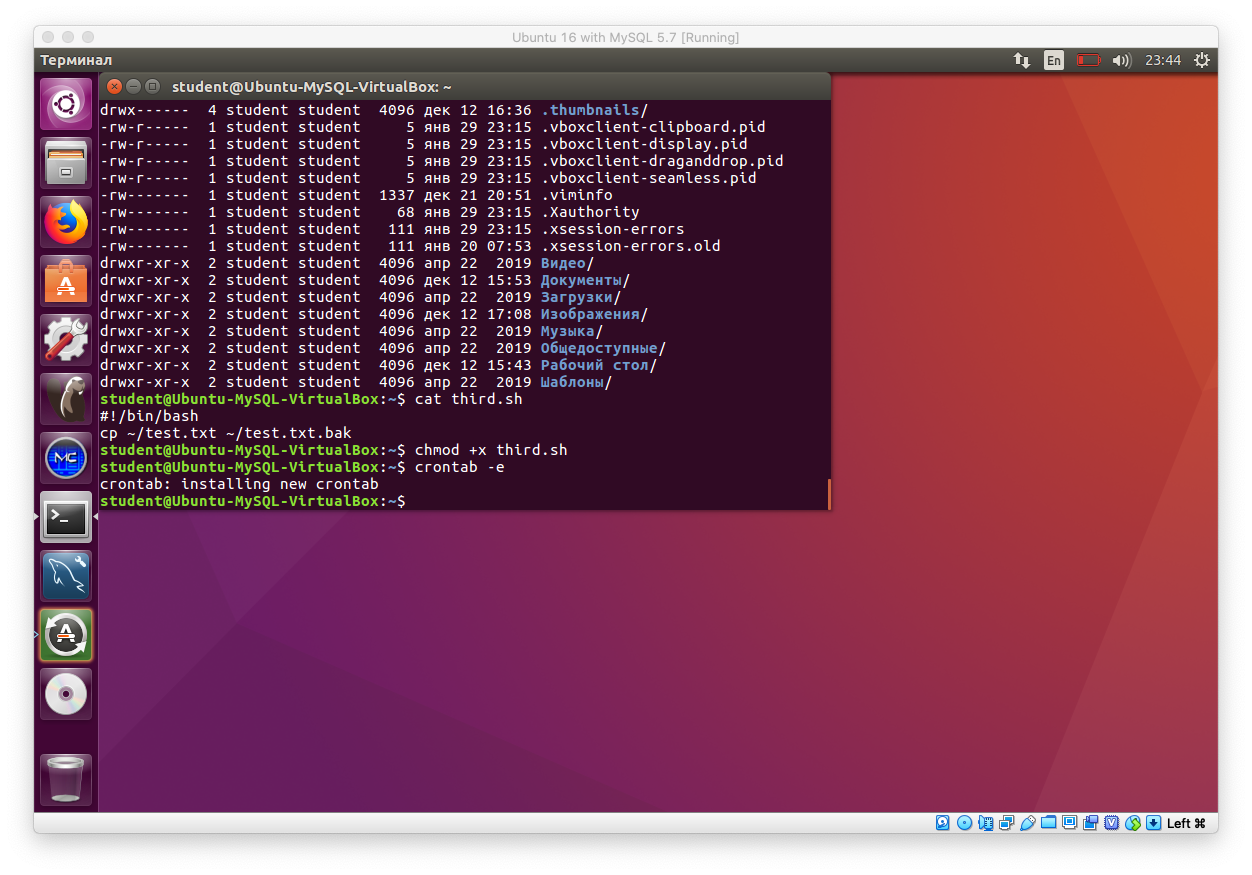 Ubuntu 16 with MySQL 5.7 [Running]
Терминал
En
23:44
student@Ubuntu-MySQL-VirtualBox: ~
drwx------  4 student student  4096 дек 12 16:36 .thumbnails/
-rw-r-----  1 student student     5 янв 29 23:15 .vboxclient-clipboard.pid
-rw-r-----  1 student student     5 янв 29 23:15 .vboxclient-display.pid
-rw-r-----  1 student student     5 янв 29 23:15 .vboxclient-draganddrop.pid
-rw-r-----  1 student student     5 янв 29 23:15 .vboxclient-seamless.pid
-rw-------  1 student student  1337 дек 21 20:51 .viminfo
-rw-------  1 student student    68 янв 29 23:15 .Xauthority
-rw-------  1 student student   111 янв 29 23:15 .xsession-errors
-rw-------  1 student student   111 янв 20 07:53 .xsession-errors.old
drwxr-xr-x  2 student student  4096 апр 22  2019 Видео/
drwxr-xr-x  2 student student  4096 дек 12 15:53 Документы/
drwxr-xr-x  2 student student  4096 апр 22  2019 Загрузки/
drwxr-xr-x  2 student student  4096 дек 12 17:08 Изображения/
drwxr-xr-x  2 student student  4096 апр 22  2019 Музыка/
drwxr-xr-x  2 student student  4096 апр 22  2019 Общедоступные/
drwxr-xr-x  2 student student  4096 дек 12 15:43 Рабочий стол/
drwxr-xr-x  2 student student  4096 апр 22  2019 Шаблоны/
student@Ubuntu-MySQL-VirtualBox:~$ cat third.sh
#!/bin/bash
cp ~/test.txt ~/test.txt.bak
student@Ubuntu-MySQL-VirtualBox:~$ chmod +x third.sh
student@Ubuntu-MySQL-VirtualBox:~$ crontab -e
crontab: installing new crontab
student@Ubuntu-MySQL-VirtualBox:~$
MC
>_
Left ⌘